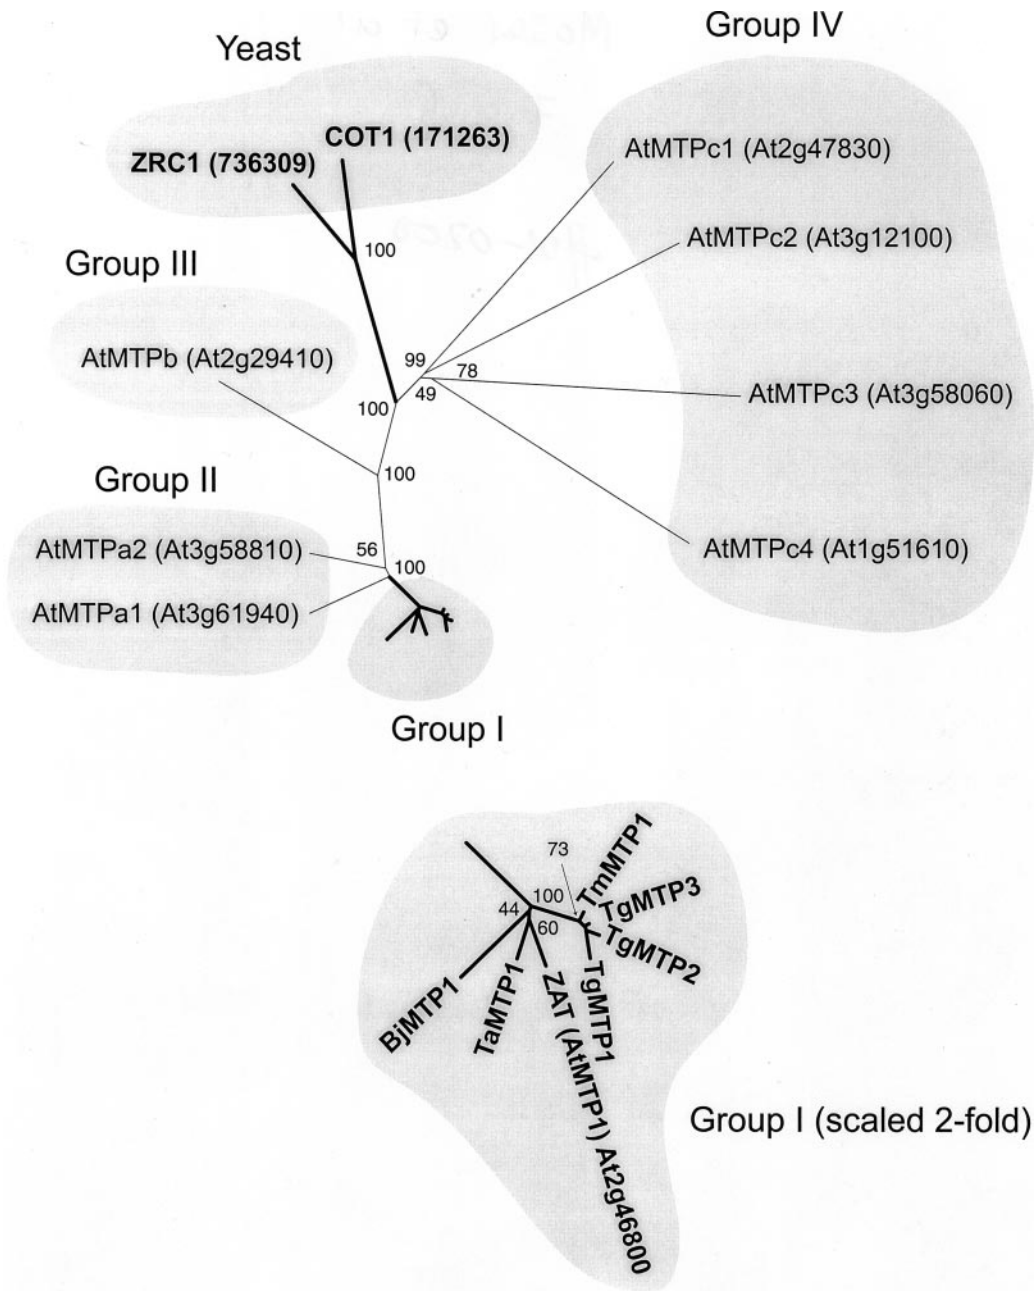 Group IV
Yeast
COT1 (171263)
ZRC1 (736309)
AtMTPc1 (At2g47830)
AtMTPc2 (At3g12100)
100
Group III
AtMTPb (At2g29410)
99
78
49
AtMTPc3 (At3g58060)
100
100
Group II
AtMTPa2 (At3g58810)
56
AtMTPc4 (At1g51610)
100
AtMTPa1 (At3g61940)
Group I
73
TmMTP1
TgMTP3
100
44
60
TgMTP2
BjMTP1
TaMTP1
ZAT (AtMTP1) At2g46800
TgMTP1
Group I (scaled 2-fold)